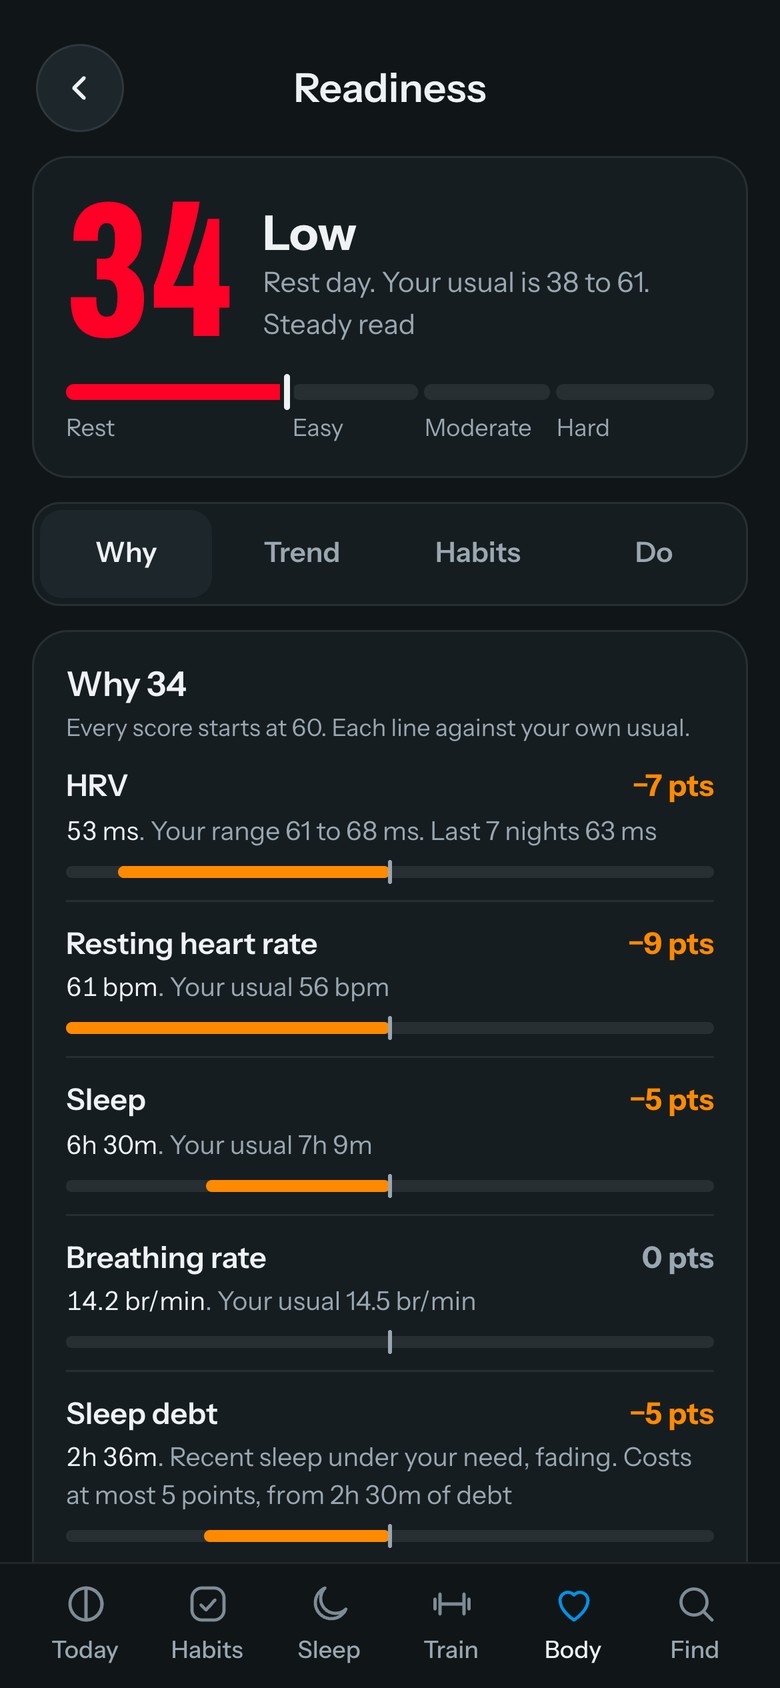 Readiness
34
Low
Rest day. Your usual is 38 to 61.
Steady read
Rest Easy Moderate Hard
Why Trend Habits Do
Why 34
Every score starts at 60. Each line against your own usual.
HRV −7 pts
53 ms. Your range 61 to 68 ms. Last 7 nights 63 ms
Resting heart rate −9 pts
61 bpm. Your usual 56 bpm
Sleep −5 pts
6h 30m. Your usual 7h 9m
Breathing rate 0 pts
14.2 br/min. Your usual 14.5 br/min
Sleep debt −5 pts
2h 36m. Recent sleep under your need, fading. Costs
at most 5 points, from 2h 30m of debt
Today Habits Sleep Train Body Find